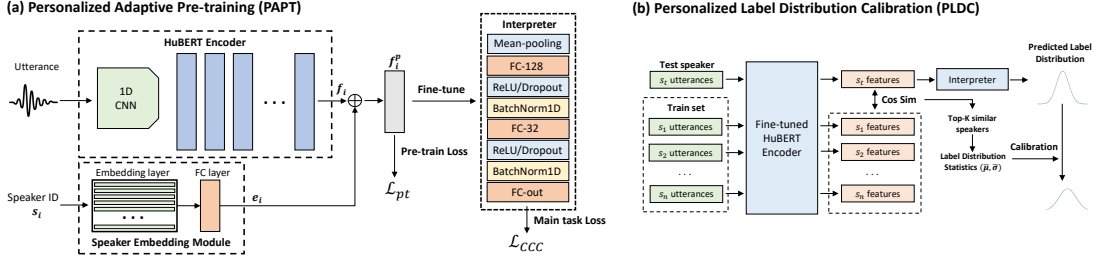 (a) Personalized Adaptive Pre-training (PAPT)
HuBERT Encoder
Utterance
1D
CNN
. . .
f_i
f_i^p
Fine-tune
Pre-train Loss
ℒ_pt
Speaker ID
s_i
Embedding layer
FC layer
. . .
e_i
Speaker Embedding Module
Interpreter
Mean-pooling
FC-128
ReLU/Dropout
BatchNorm1D
FC-32
ReLU/Dropout
BatchNorm1D
FC-out
Main task Loss
ℒ_CCC
(b) Personalized Label Distribution Calibration (PLDC)
Test speaker
s_t utterances
Train set
s_1 utterances
s_2 utterances
. . .
s_n utterances
Fine-tuned
HuBERT
Encoder
s_t features
Cos Sim
s_1 features
s_2 features
. . .
s_n features
Interpreter
Predicted Label
Distribution
Top-K similar
speakers
Label Distribution
Statistics (μ̄, σ̄)
Calibration